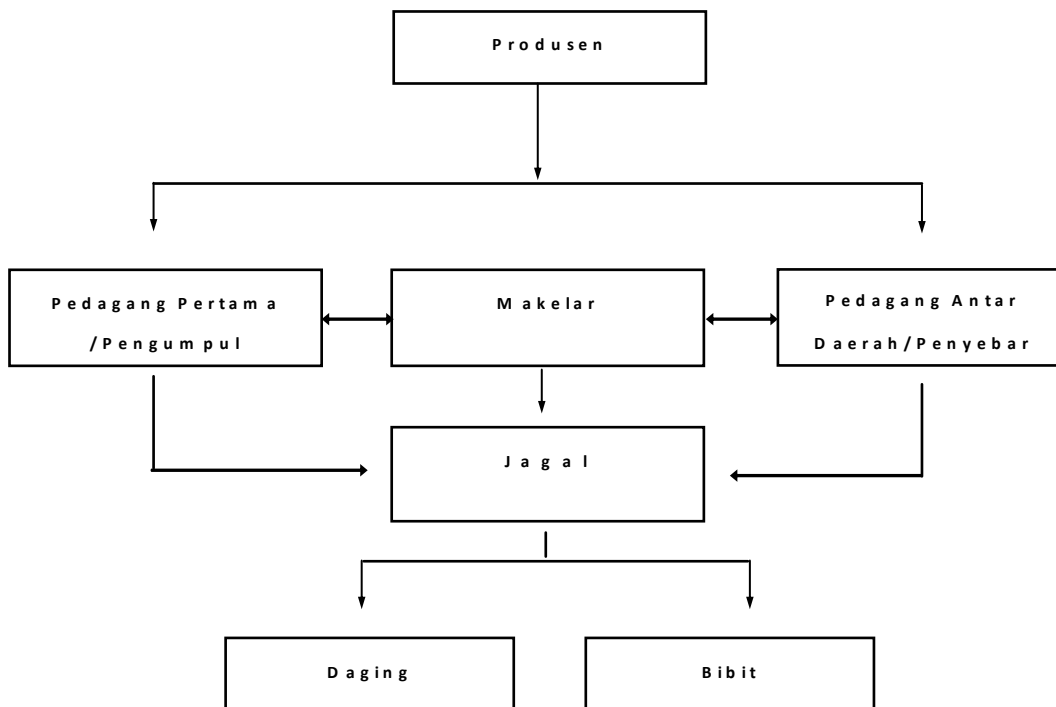 Produsen
Pedagang Pertama
/Pengumpul
Makelar
Pedagang Antar
Daerah/Penyebar
Jagal
Daging
Bibit